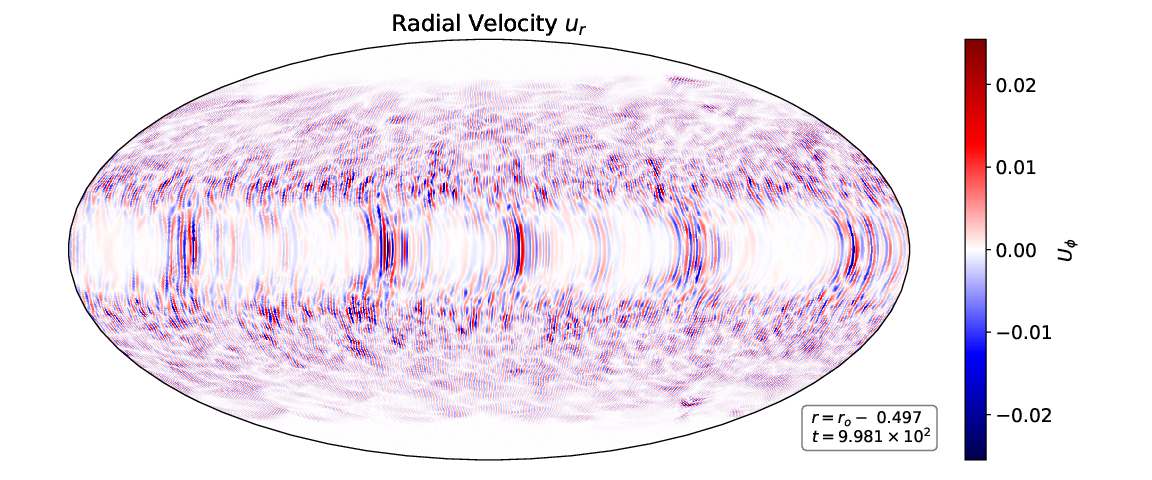 Radial Velocity $u_r$
0.02
0.01
0.00
−0.01
−0.02
$U_\phi$
$r = r_o -$ 0.497
$t = 9.981 \times 10^2$